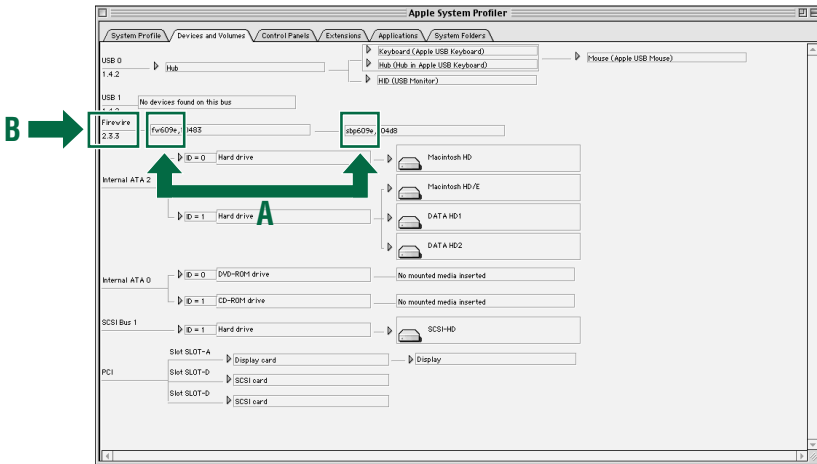 Apple System Profiler
System Profile Devices and Volumes Control Panels Extensions Applications System Folders
USB 0
1.4.2
Hub
Keyboard (Apple USB Keyboard)
Hub (Hub in Apple USB Keyboard)
HID (USB Monitor)
Mouse (Apple USB Mouse)
USB 1
No devices found on this bus
B
Firewire
2.3.3
fw609e,
0483
sbp609e,
04d8
A
Internal ATA 2
ID = 0 Hard drive
Macintosh HD
Macintosh HD/E
ID = 1 Hard drive
DATA HD1
DATA HD2
Internal ATA 0
ID = 0 DVD-ROM drive
No mounted media inserted
ID = 1 CD-ROM drive
No mounted media inserted
SCSI Bus 1
ID = 1 Hard drive
SCSI-HD
PCI
Slot SLOT-A
Display card
Display
Slot SLOT-D
SCSI card
Slot SLOT-D
SCSI card